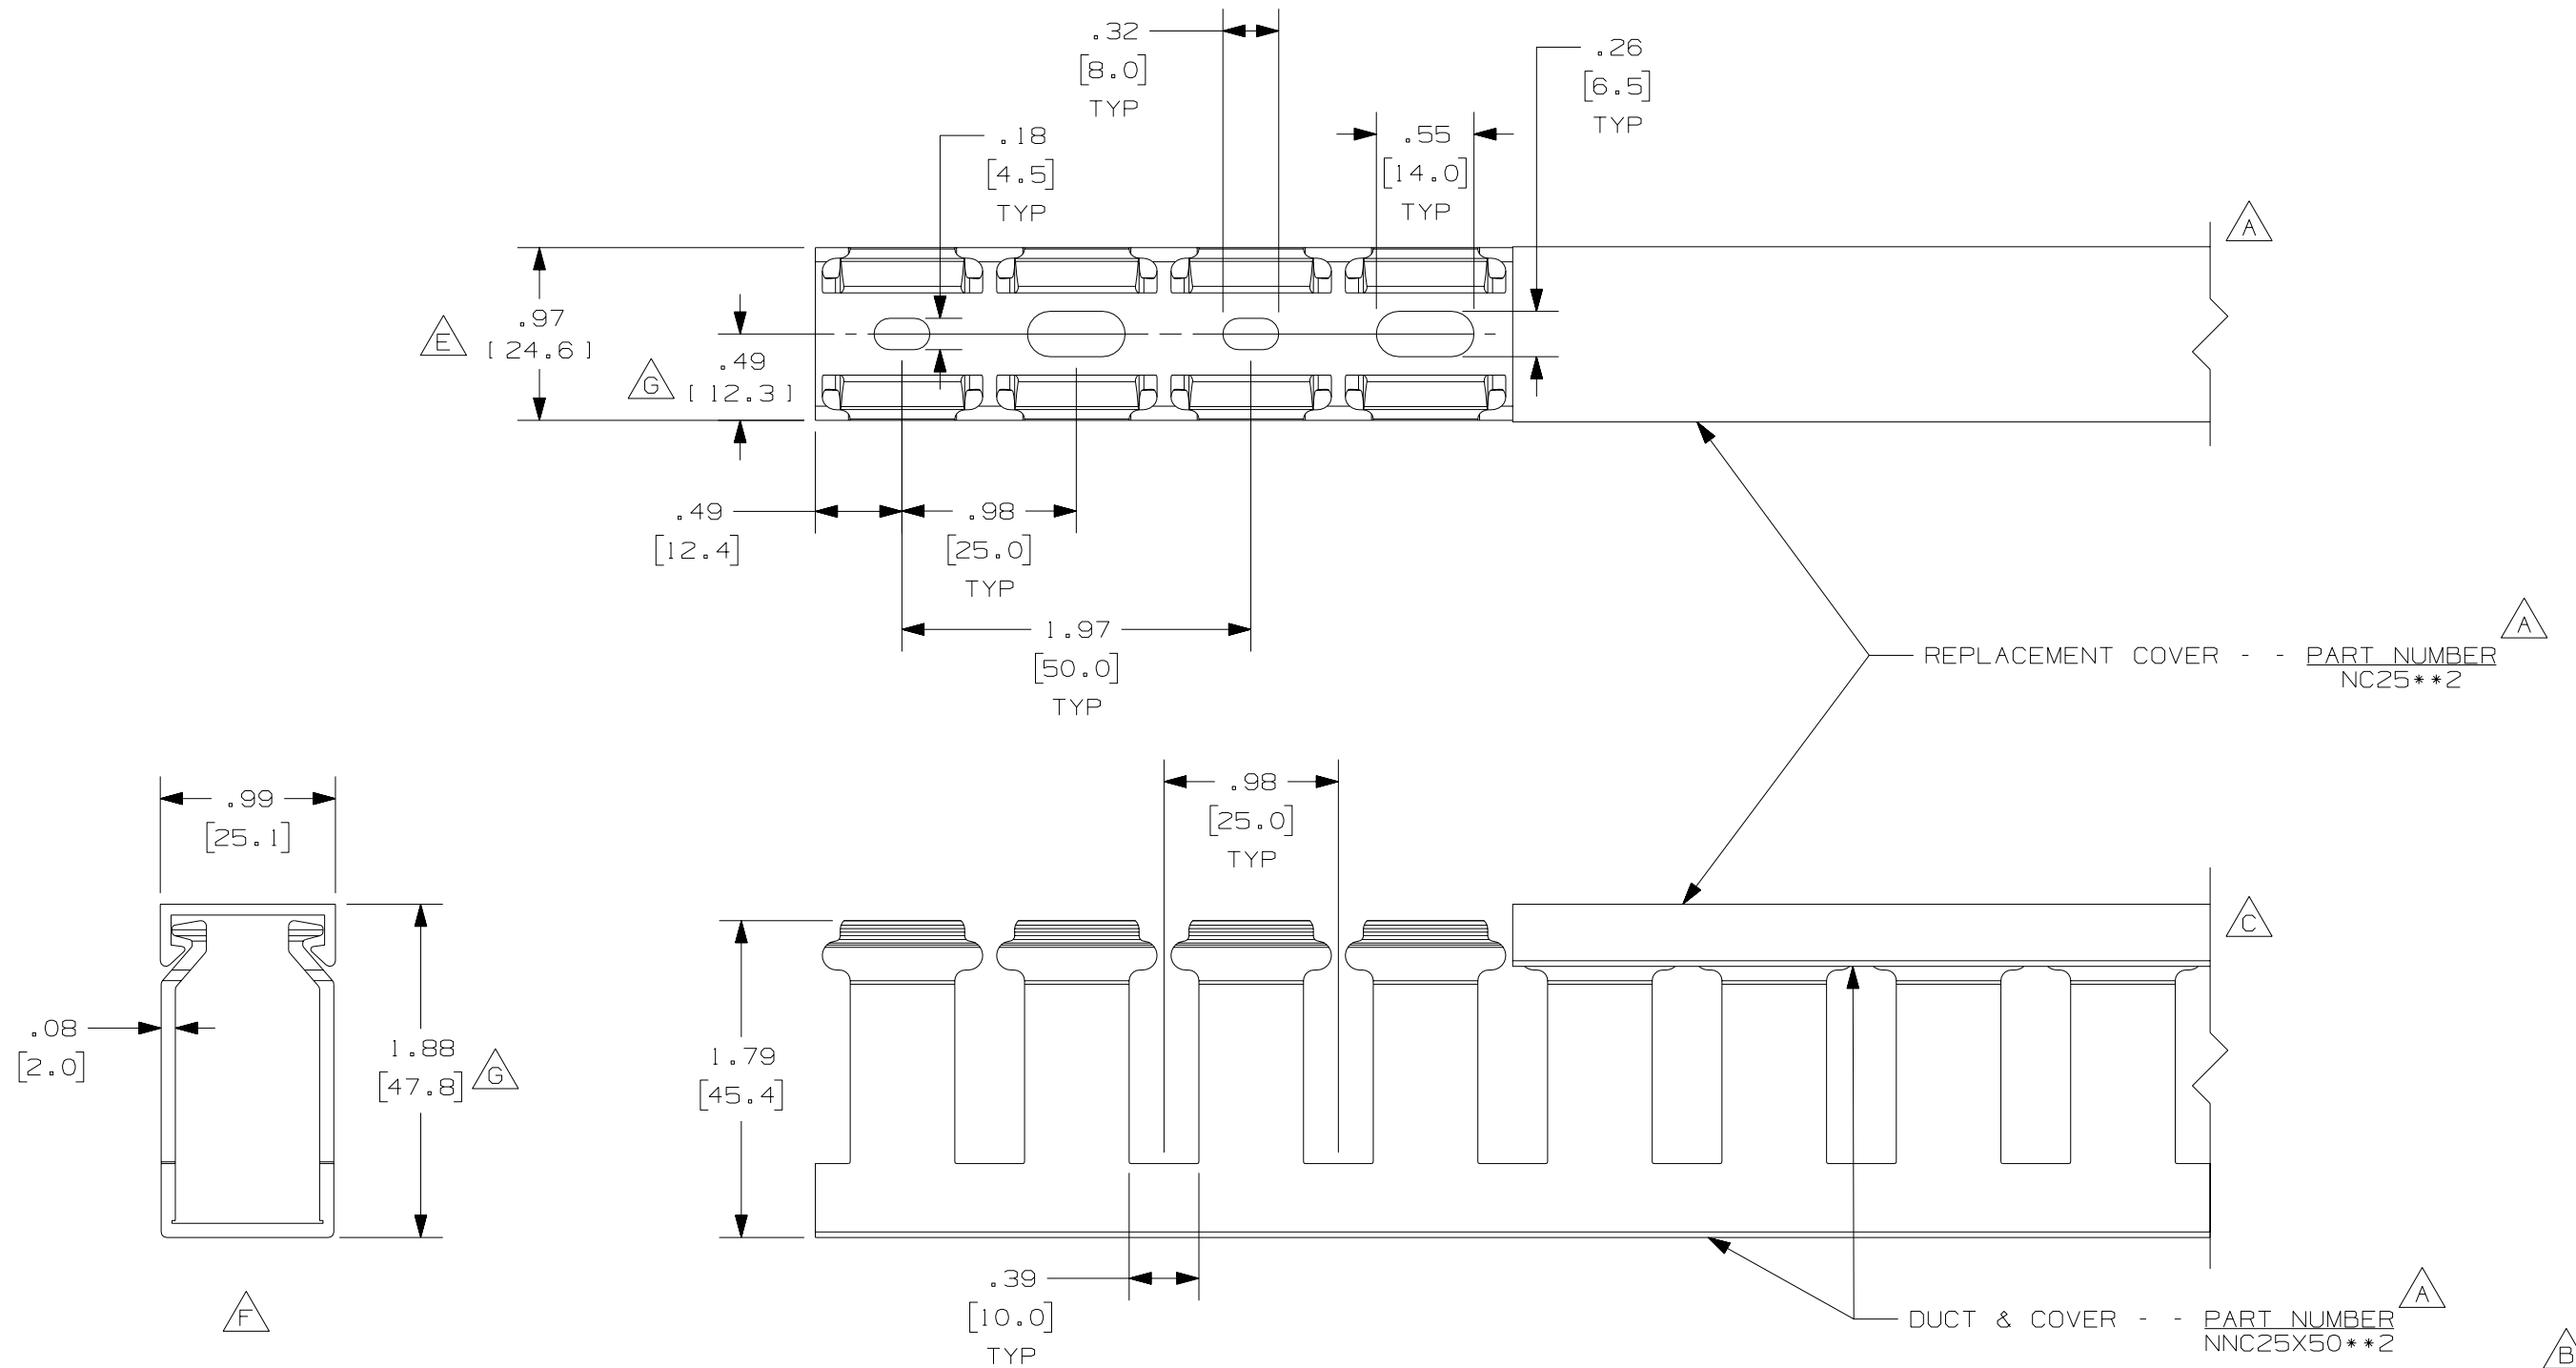 .32
[8.0]
TYP
.26
[6.5]
TYP
.18
[4.5]
TYP
.55
[14.0]
TYP
A
E
.97
[24.6]
G
.49
[12.3]
.49
[12.4]
.98
[25.0]
TYP
1.97
[50.0]
TYP
A
REPLACEMENT COVER - - PART NUMBER
NC25**2
.99
[25.1]
.98
[25.0]
TYP
C
.08
[2.0]
1.88
[47.8]
G
1.79
[45.4]
.39
[10.0]
TYP
F
A
DUCT & COVER - - PART NUMBER
NNC25X50**2
B